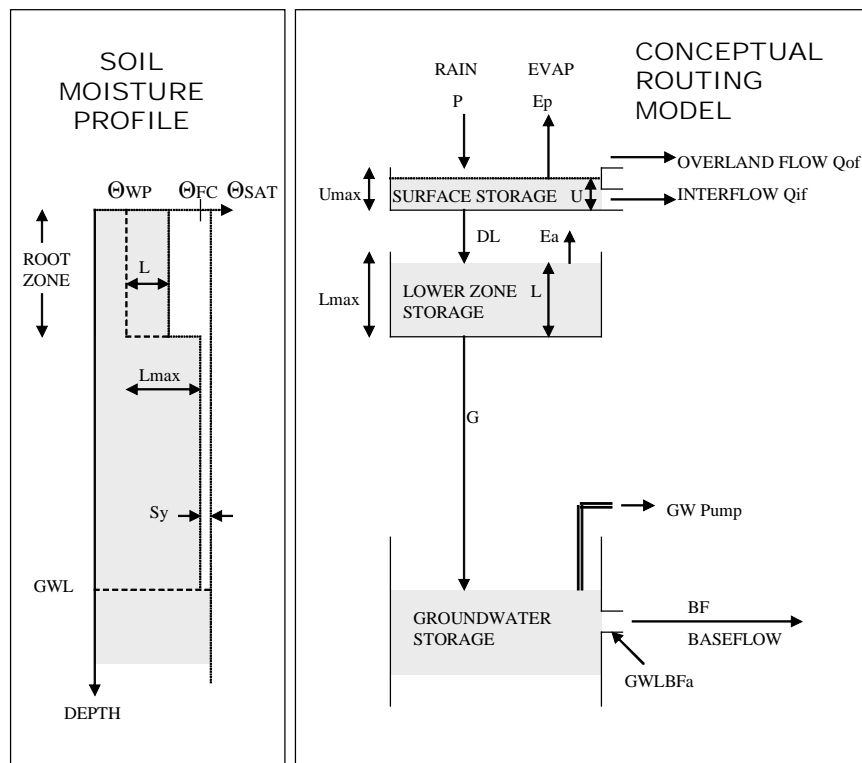 SOIL
MOISTURE
PROFILE
ΘWP ΘFC ΘSAT
ROOT
ZONE
L
Lmax
Sy
GWL
DEPTH
CONCEPTUAL
ROUTING
MODEL
RAIN EVAP
P Ep
OVERLAND FLOW Qof
Umax SURFACE STORAGE U INTERFLOW Qif
DL Ea
Lmax LOWER ZONE L
STORAGE
G
GW Pump
GROUNDWATER
STORAGE
BF
BASEFLOW
GWLBFa